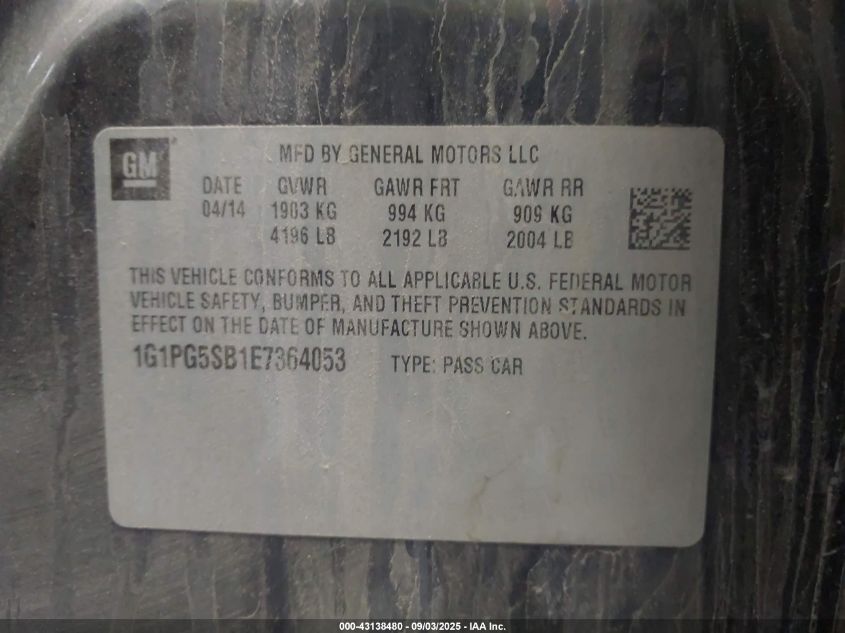 GM
MFD BY GENERAL MOTORS LLC
DATE GVWR GAWR FRT GAWR RR
04/14 1903 KG 994 KG 909 KG
4196 LB 2192 LB 2004 LB
THIS VEHICLE CONFORMS TO ALL APPLICABLE U.S. FEDERAL MOTOR
VEHICLE SAFETY, BUMPER, AND THEFT PREVENTION STANDARDS IN
EFFECT ON THE DATE OF MANUFACTURE SHOWN ABOVE.
1G1PG5SB1E7364053 TYPE: PASS CAR
000-43138480 - 09/03/2025 - IAA Inc.